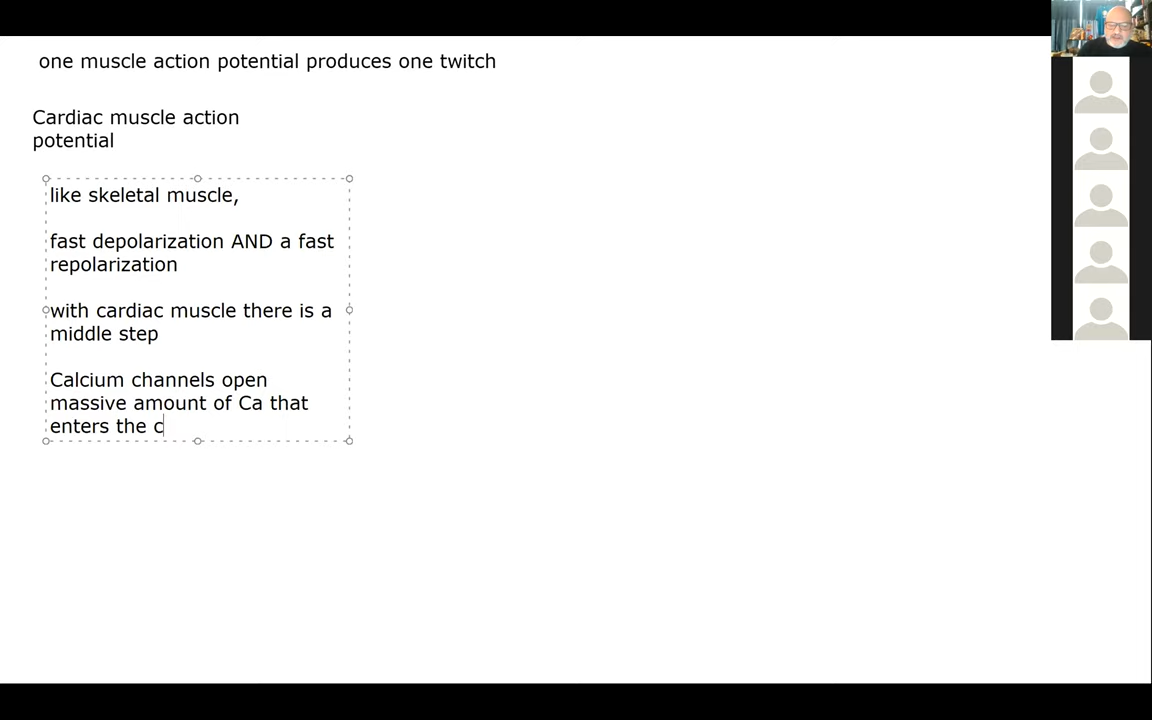 one muscle action potential produces one twitch
Cardiac muscle action
potential
like skeletal muscle,
fast depolarization AND a fast
repolarization
with cardiac muscle there is a
middle step
Calcium channels open
massive amount of Ca that
enters the c